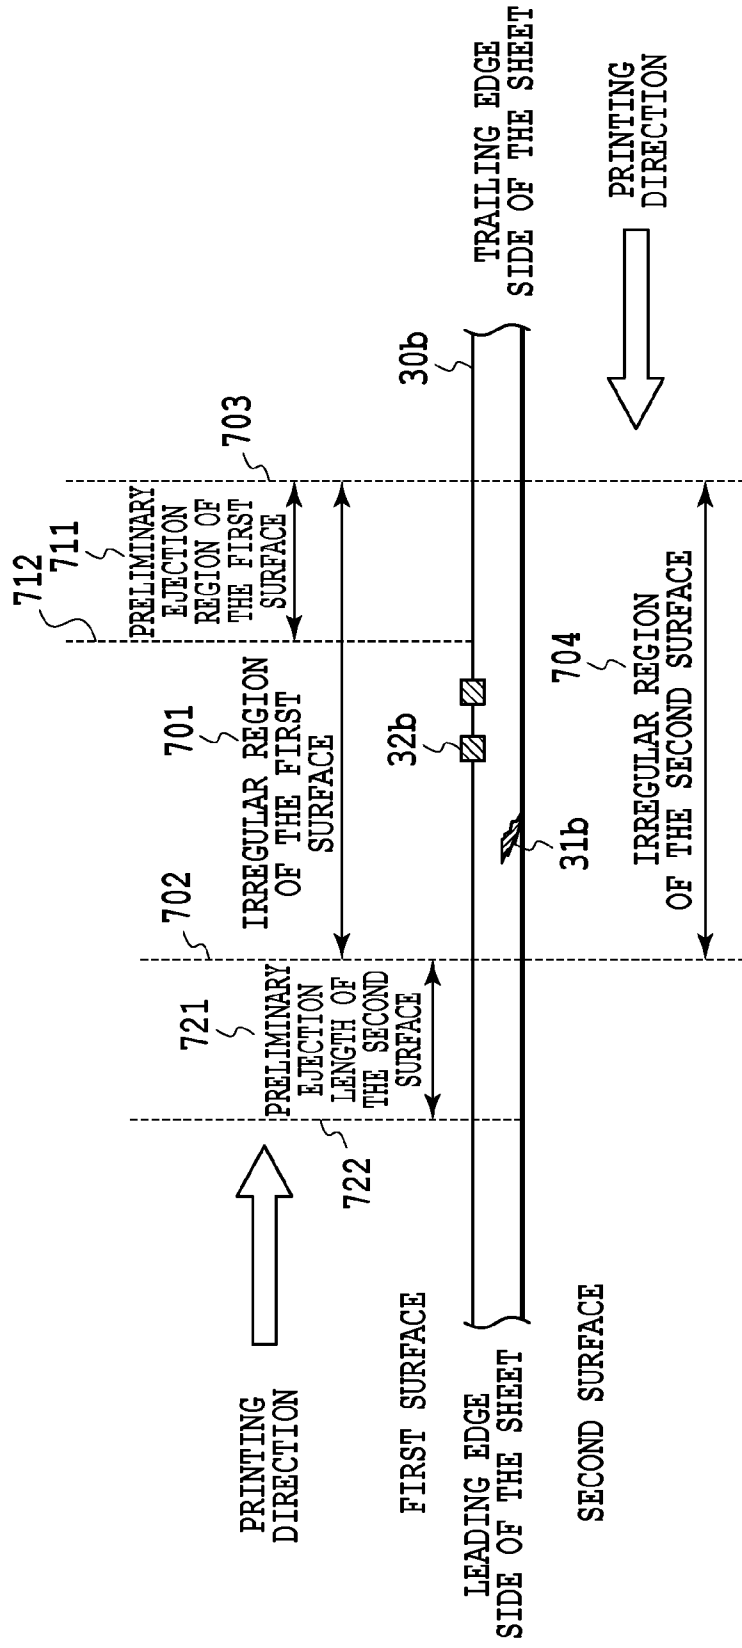 712
711
PRELIMINARY
EJECTION
REGION OF
THE FIRST
SURFACE
703
701
IRREGULAR REGION
OF THE FIRST
SURFACE
702
721
PRELIMINARY
EJECTION
LENGTH OF
THE SECOND
SURFACE
722
PRINTING
DIRECTION
FIRST SURFACE
LEADING EDGE
SIDE OF THE SHEET
SECOND SURFACE
32b
31b
30b
TRAILING EDGE
SIDE OF THE SHEET
704
IRREGULAR REGION
OF THE SECOND SURFACE
PRINTING
DIRECTION